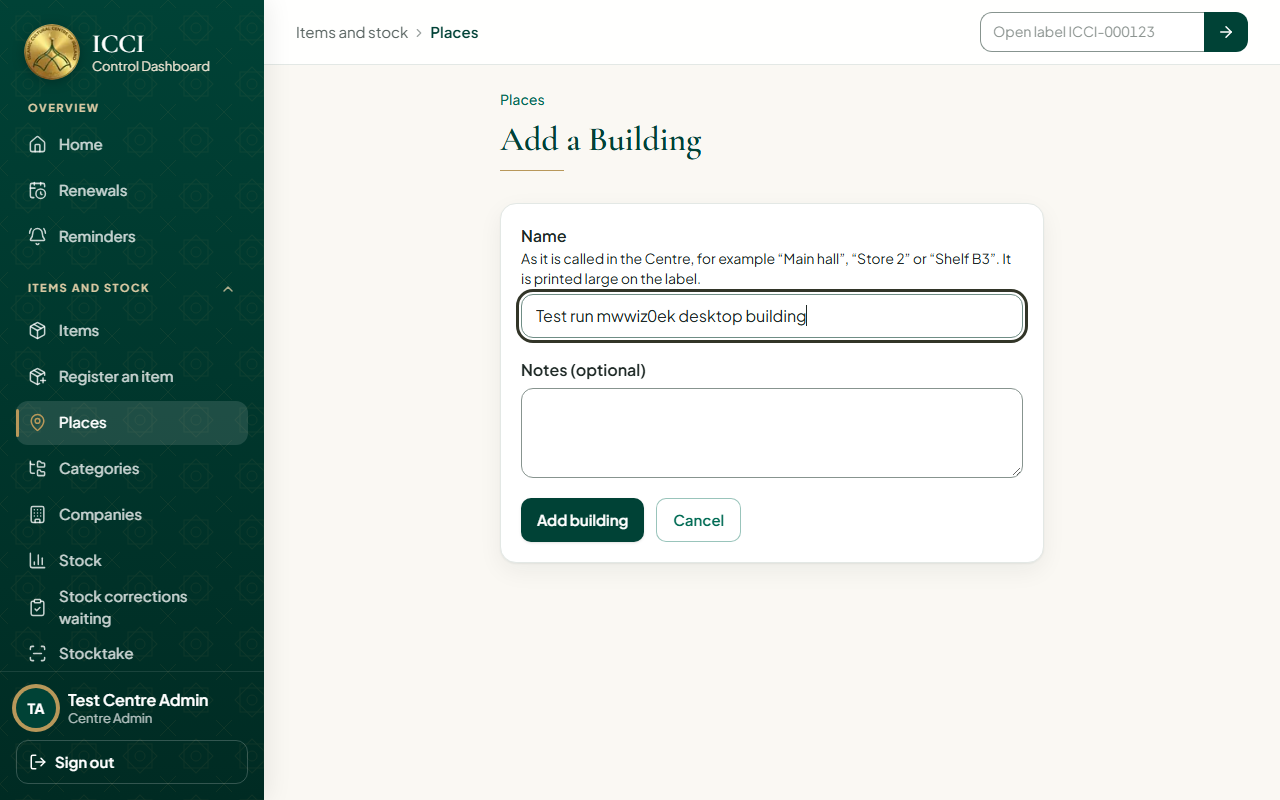 ICCI
Control Dashboard
OVERVIEW
Home
Renewals
Reminders
ITEMS AND STOCK
Items
Register an item
Places
Categories
Companies
Stock
Stock corrections
waiting
Stocktake
TA
Test Centre Admin
Centre Admin
Sign out
Items and stock > Places
Open label ICCI-000123
Places
Add a Building
Name
As it is called in the Centre, for example “Main hall”, “Store 2” or “Shelf B3”. It
is printed large on the label.
Test run mwwiz0ek desktop building
Notes (optional)
Add building
Cancel